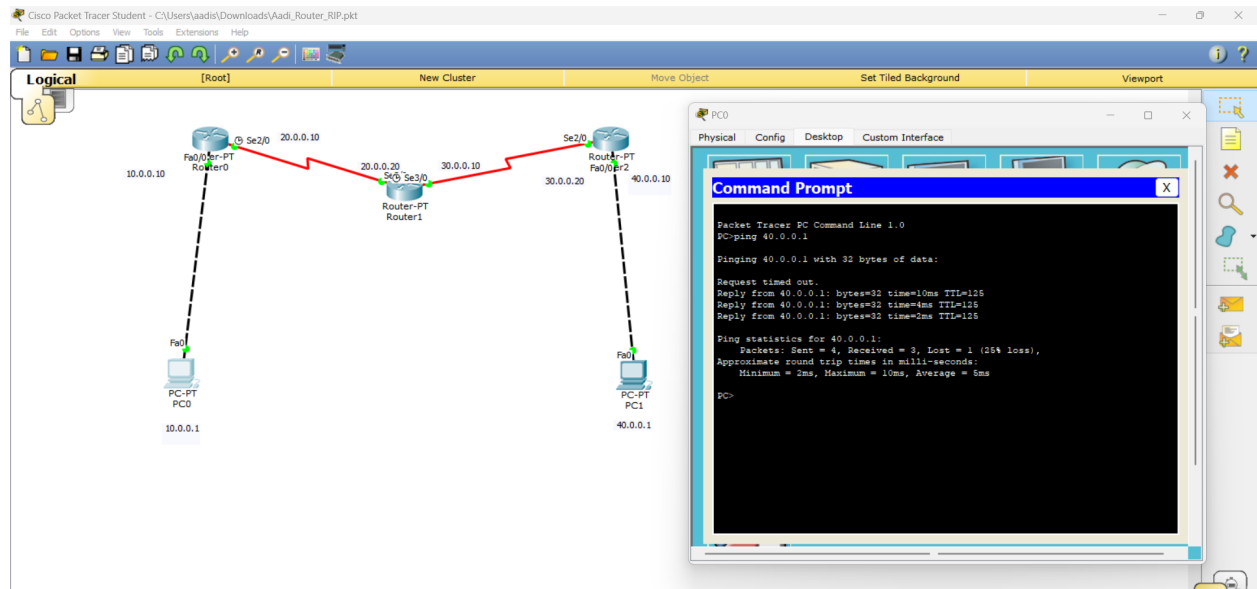 Cisco Packet Tracer Student - C:\Users\aadis\Downloads\Aadi_Router_RIP.pkt
File Edit Options View Tools Extensions Help
Logical [Root] New Cluster Move Object Set Tiled Background Viewport
Se2/0 20.0.0.10
Fa0/0
er-PT
Router0
10.0.0.10
20.0.0.20
Se3/0
Router-PT
Router1
30.0.0.10
Se2/0
Router-PT
Fa0/0
er2
30.0.0.20
40.0.0.10
Fa0
PC-PT
PC0
10.0.0.1
Fa0
PC-PT
PC1
40.0.0.1
PC0
Physical Config Desktop Custom Interface
Command Prompt X
Packet Tracer PC Command Line 1.0
PC>ping 40.0.0.1
Pinging 40.0.0.1 with 32 bytes of data:
Request timed out.
Reply from 40.0.0.1: bytes=32 time=10ms TTL=125
Reply from 40.0.0.1: bytes=32 time=4ms TTL=125
Reply from 40.0.0.1: bytes=32 time=2ms TTL=125
Ping statistics for 40.0.0.1:
Packets: Sent = 4, Received = 3, Lost = 1 (25% loss),
Approximate round trip times in milli-seconds:
Minimum = 2ms, Maximum = 10ms, Average = 5ms
PC>